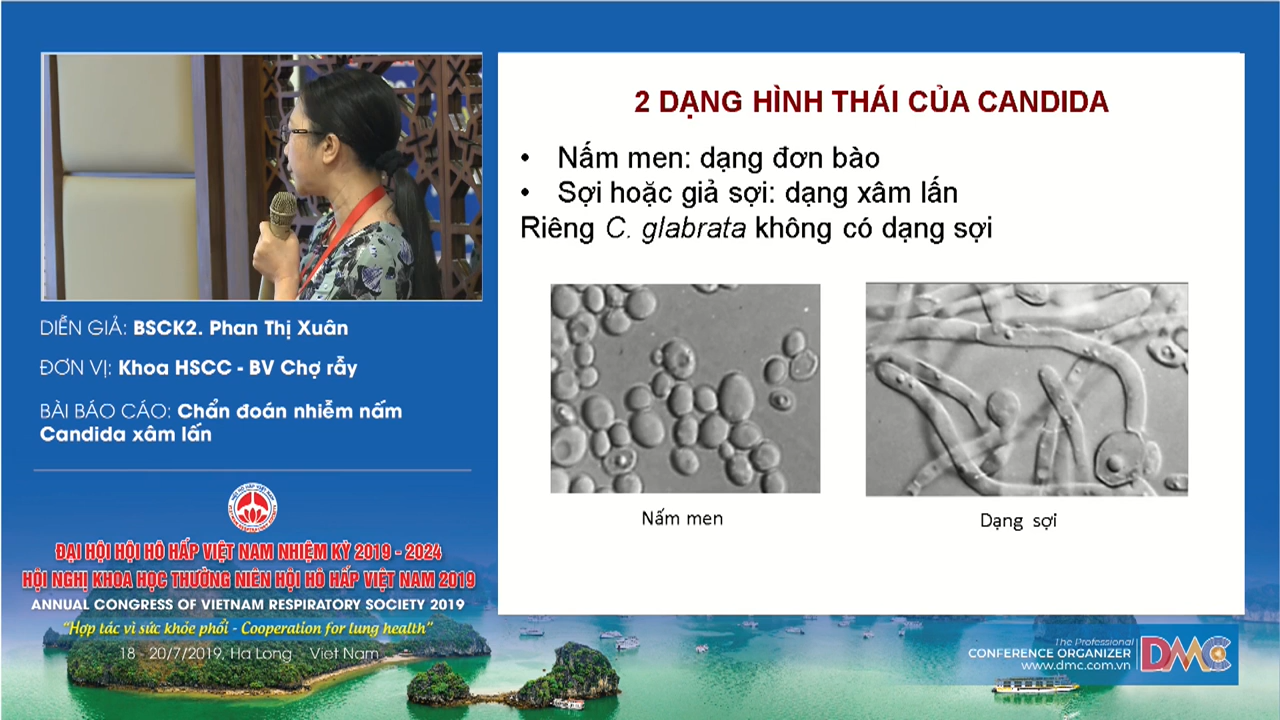 2 DẠNG HÌNH THÁI CỦA CANDIDA
• Nấm men: dạng đơn bào
• Sợi hoặc giả sợi: dạng xâm lấn
Riêng C. glabrata không có dạng sợi
Nấm men
Dạng sợi
DIỄN GIẢ: BSCK2. Phan Thị Xuân
ĐƠN VỊ: Khoa HSCC - BV Chợ rẫy
BÀI BÁO CÁO: Chẩn đoán nhiễm nấm
Candida xâm lấn
ĐẠI HỘI HỘI HÔ HẤP VIỆT NAM NHIỆM KỲ 2019 - 2024
HỘI NGHỊ KHOA HỌC THƯỜNG NIÊN HỘI HÔ HẤP VIỆT NAM 2019
ANNUAL CONGRESS OF VIETNAM RESPIRATORY SOCIETY 2019
“Hợp tác vì sức khỏe phổi - Cooperation for lung health”
18 - 20/7/2019, Ha Long Viet Nam
The Professional
CONFERENCE ORGANIZER
www.dmc.com.vn
DMC